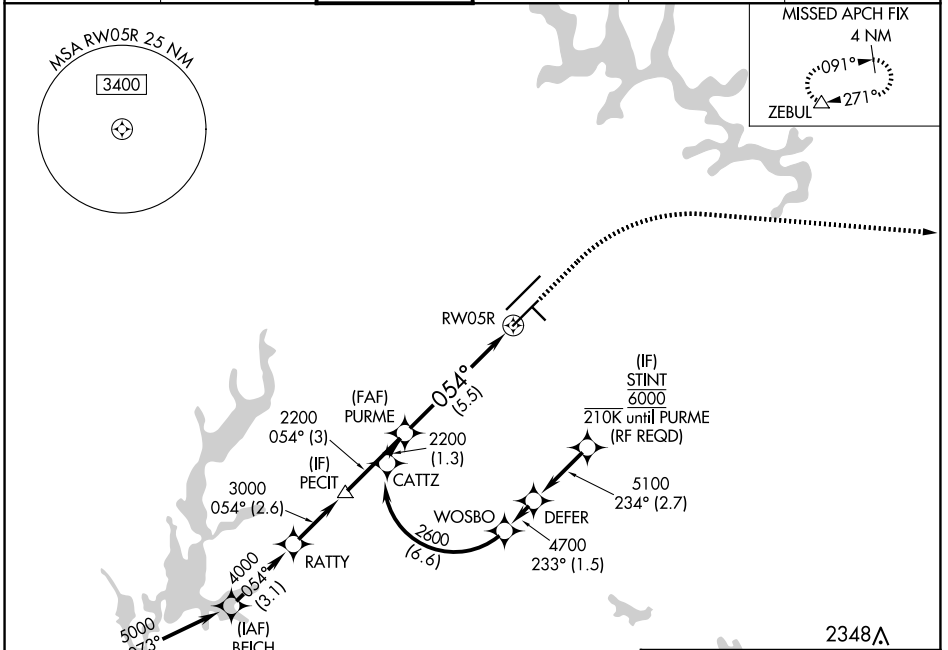 MSA RW05R 25 NM
3400
MISSED APCH FIX
4 NM
091°
271°
ZEBUL
RW05R
(IF)
STINT
6000
210K until PURME
(RF REQD)
054°
(5.5)
(FAF)
PURME
2200
054° (3)
2200
(1.3)
(IF)
PECIT
CATTZ
3000
054° (2.6)
5100
234° (2.7)
WOSBO
DEFER
2600
(6.6)
4700
233° (1.5)
RATTY
4000
054°
(3.1)
5000
(IAF)
2348